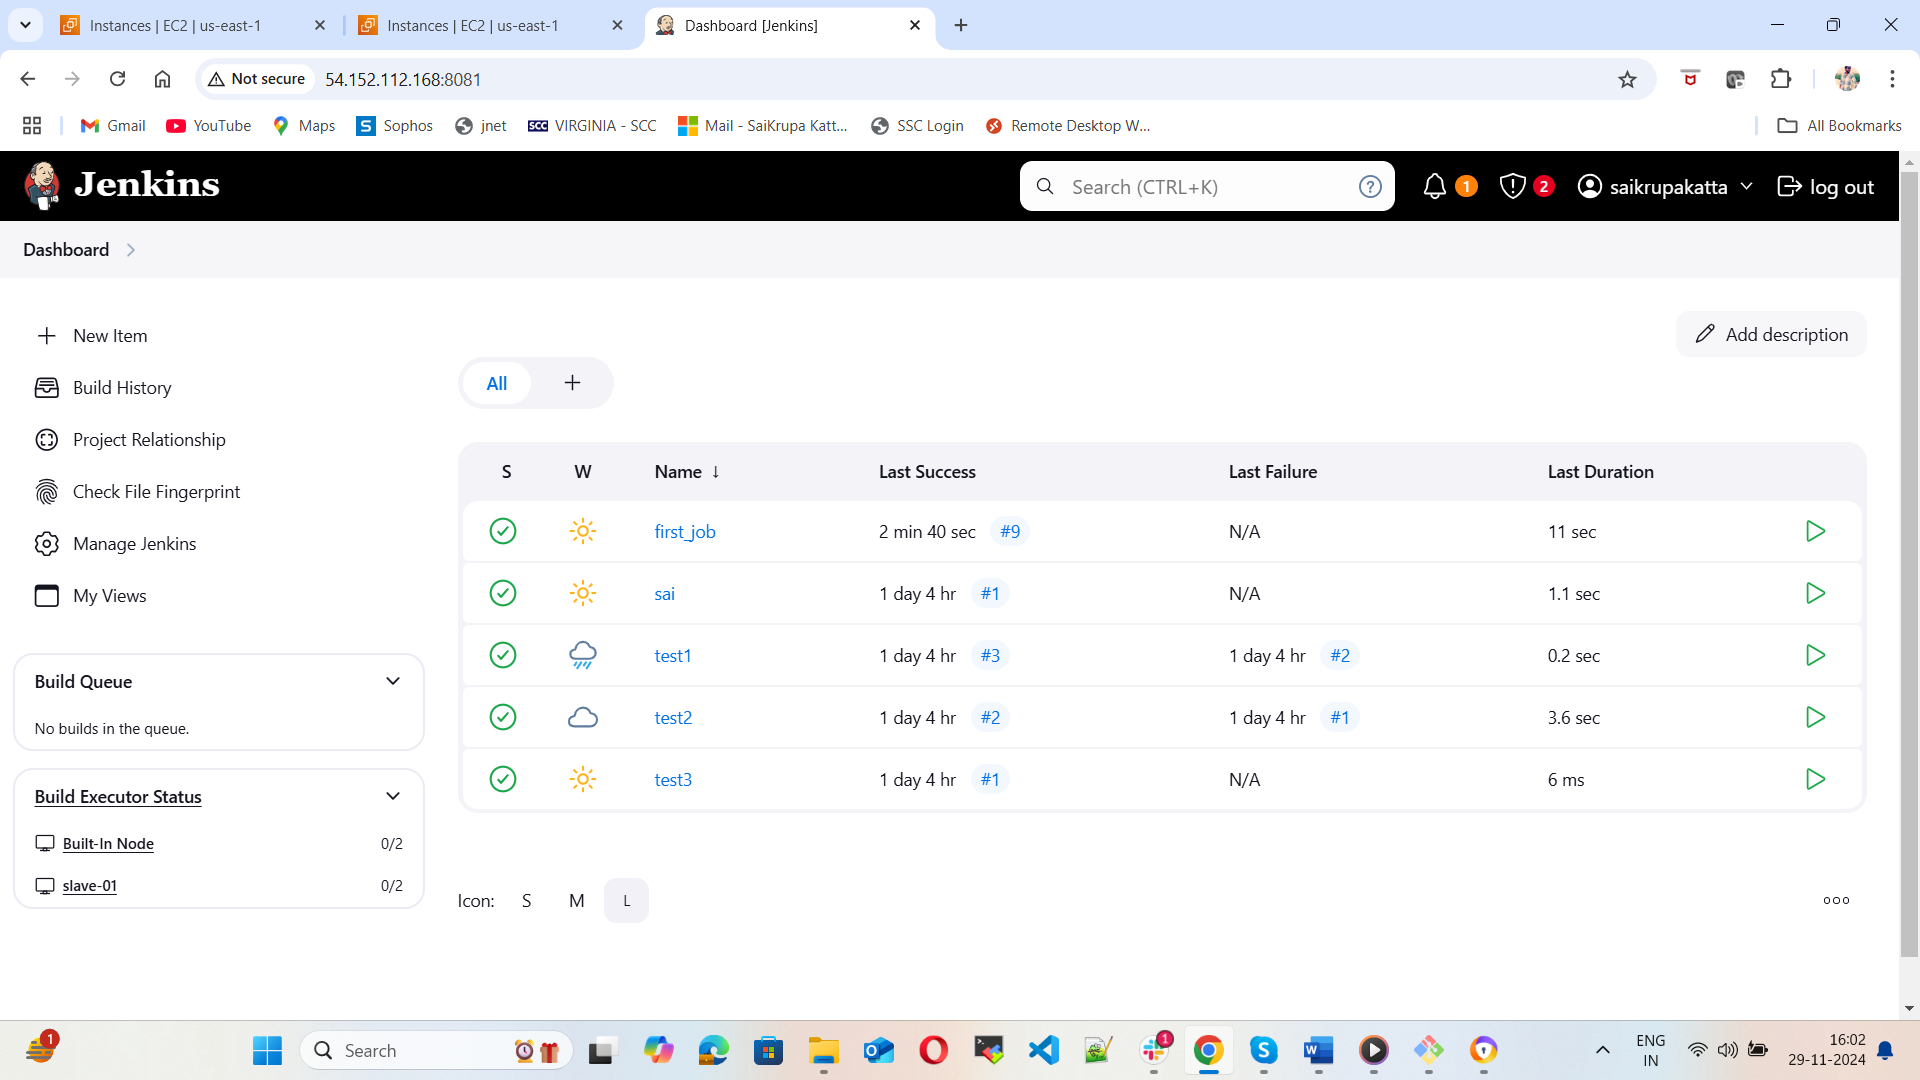 Instances | EC2 | us-east-1
Instances | EC2 | us-east-1
Dashboard [Jenkins]
Not secure
54.152.112.168:8081
Gmail
YouTube
Maps
Sophos
jnet
SCC VIRGINIA - SCC
Mail - SaiKrupa Katt...
SSC Login
Remote Desktop W...
All Bookmarks
Jenkins
Search (CTRL+K)
?
1
2
saikrupakatta
log out
Dashboard
New Item
Build History
Project Relationship
Check File Fingerprint
Manage Jenkins
My Views
Add description
All
+
S W Name ↓ Last Success Last Failure Last Duration
first_job 2 min 40 sec #9 N/A 11 sec
sai 1 day 4 hr #1 N/A 1.1 sec
test1 1 day 4 hr #3 1 day 4 hr #2 0.2 sec
test2 1 day 4 hr #2 1 day 4 hr #1 3.6 sec
test3 1 day 4 hr #1 N/A 6 ms
Build Queue
No builds in the queue.
Build Executor Status
Built-In Node 0/2
slave-01 0/2
Icon: S M L
1
Search
1
ENG
IN
16:02
29-11-2024